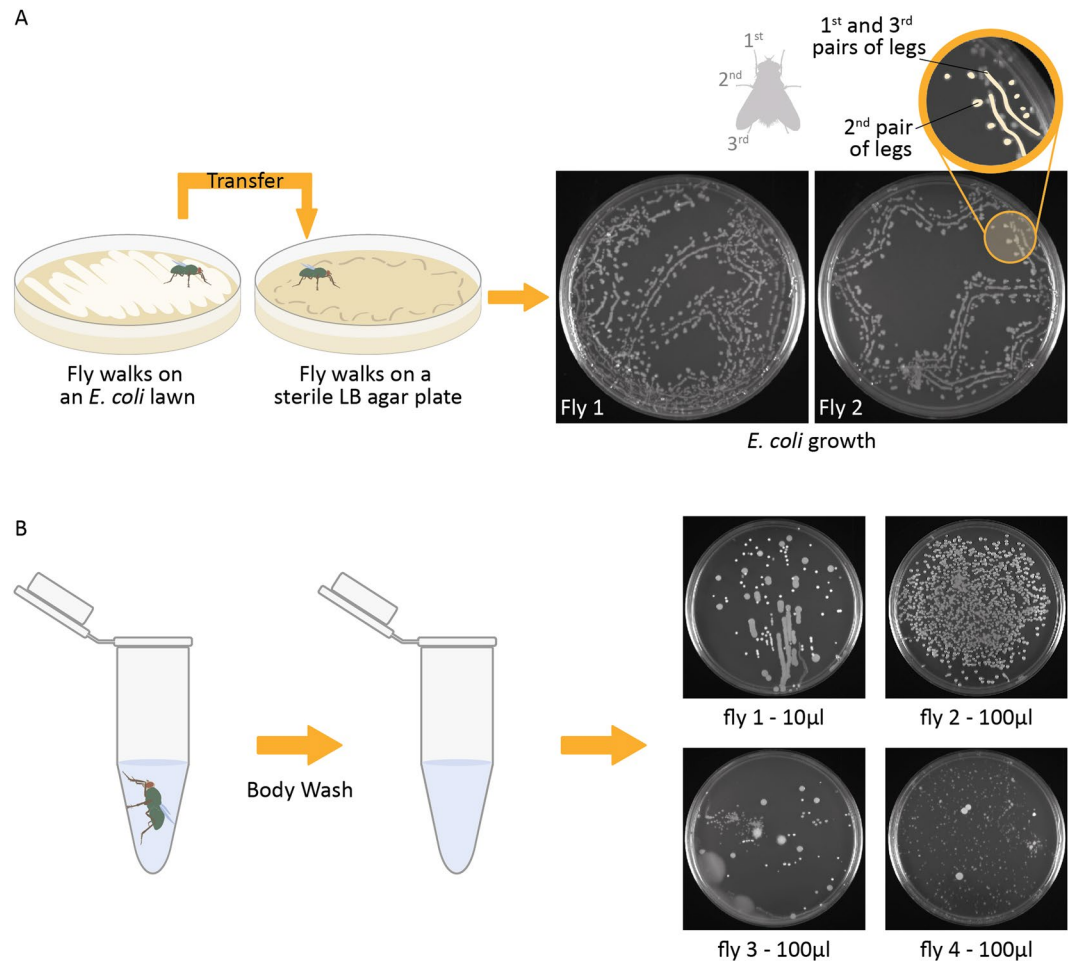 A
1st
2nd
3rd
1st and 3rd
pairs of legs
2nd pair
of legs
Transfer
Fly walks on
an E. coli lawn
Fly walks on a
sterile LB agar plate
Fly 1
Fly 2
E. coli growth
B
Body Wash
fly 1 - 10µl
fly 2 - 100µl
fly 3 - 100µl
fly 4 - 100µl